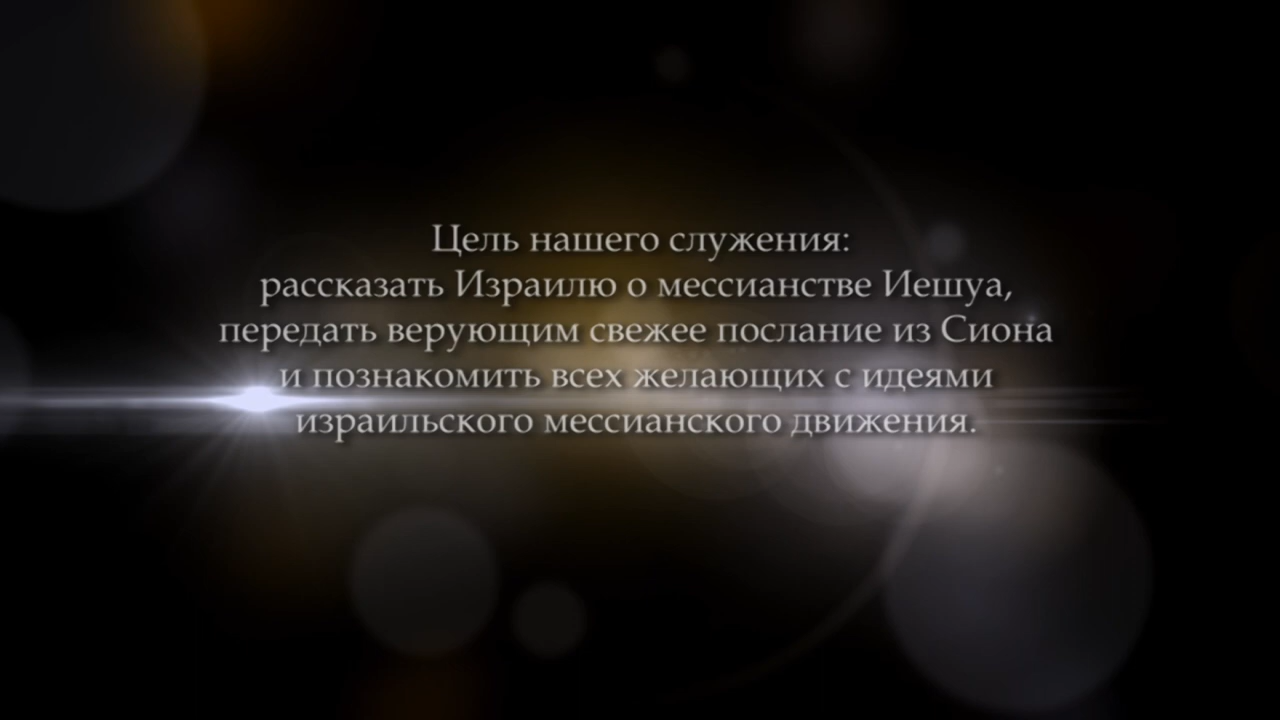 Цель нашего служения:
рассказать Израилю о мессианстве Иешуа,
передать верующим свежее послание из Сиона
и познакомить всех желающих с идеями
израильского мессианского движения.